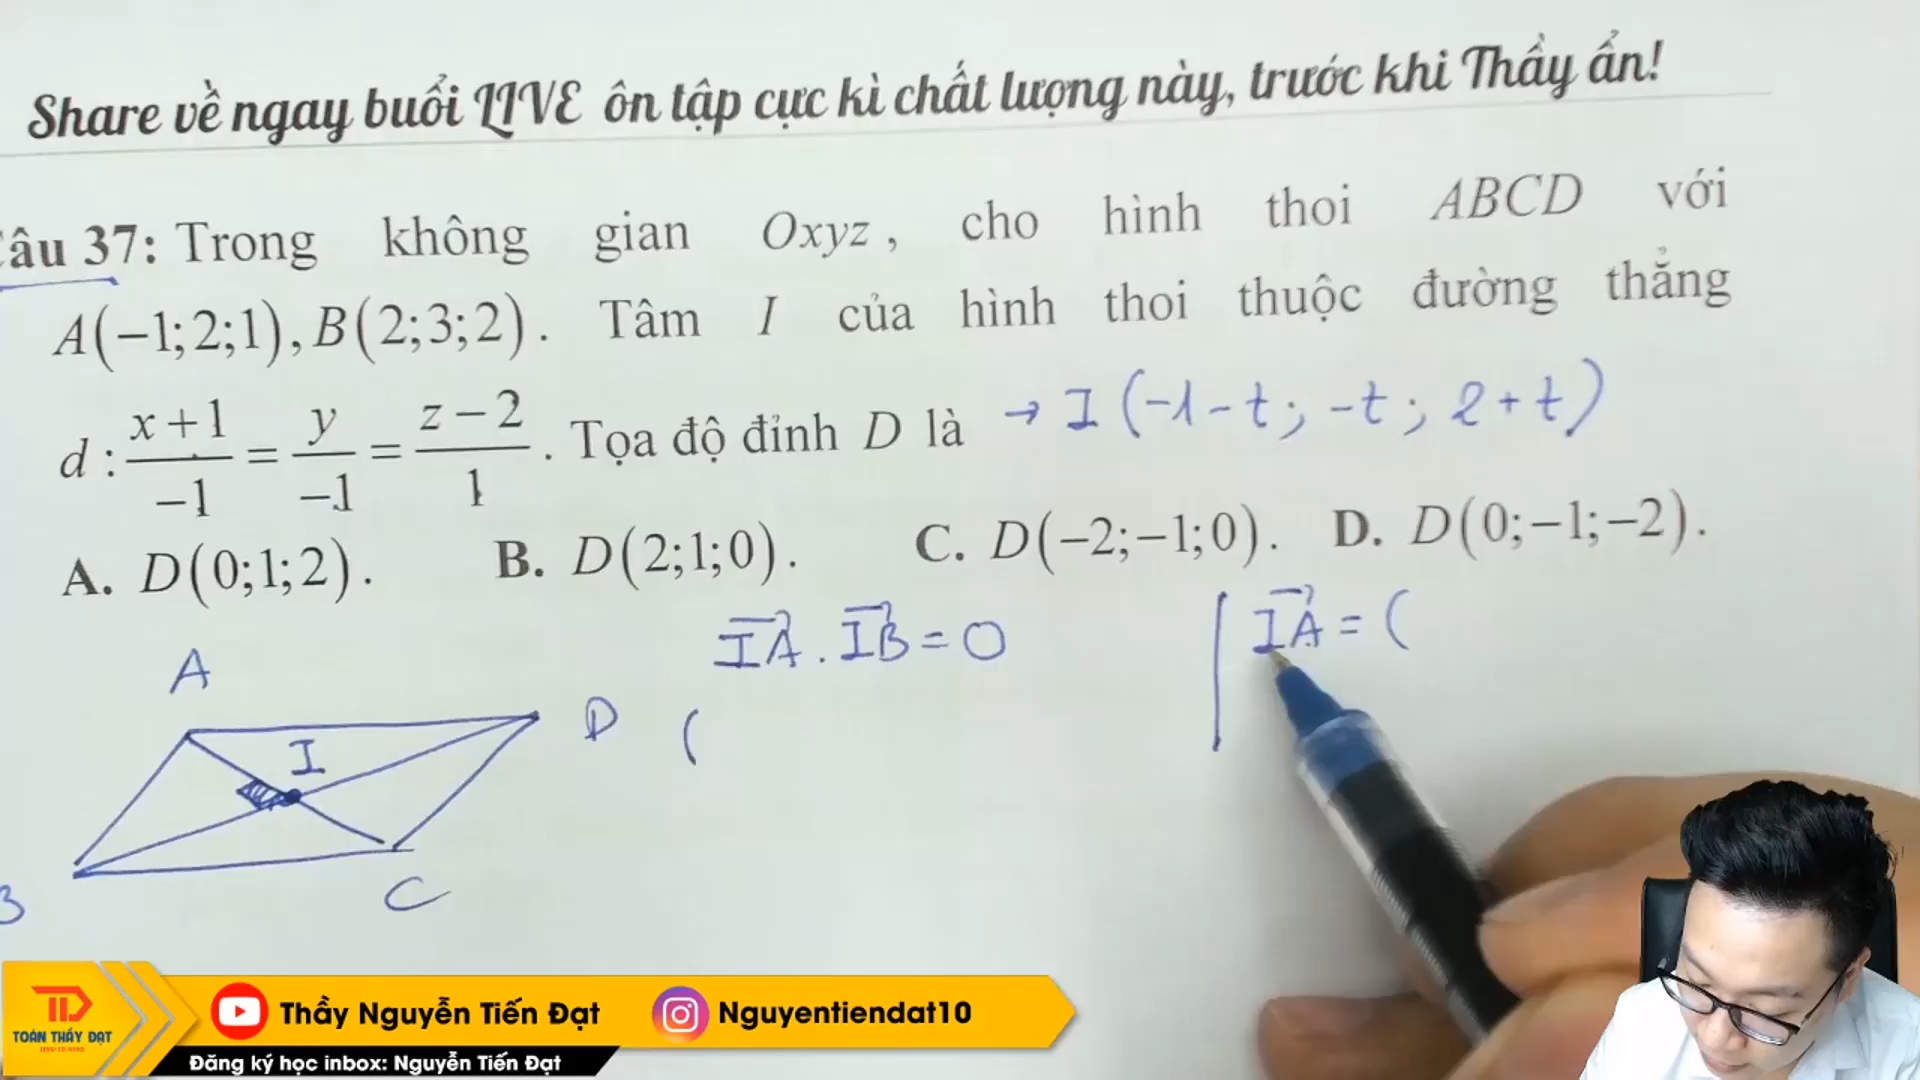 Share về ngay buổi LIVE ôn tập cực kì chất lượng này, trước khi Thầy ẩn!
Câu 37: Trong không gian Oxyz, cho hình thoi ABCD với
A(−1;2;1), B(2;3;2). Tâm I của hình thoi thuộc đường thẳng
d: (x+1)/−1 = y/−1 = (z−2)/1. Tọa độ đỉnh D là → I(-1-t; -t; 2+t)
A. D(0;1;2). B. D(2;1;0). C. D(−2;−1;0). D. D(0;−1;−2).
IA . IB = 0 | IA = (
A
I
D
(
B
C
TD
TOÁN THẦY ĐẠT
Thầy Nguyễn Tiến Đạt
Nguyentiendat10
Đăng ký học inbox: Nguyễn Tiến Đạt